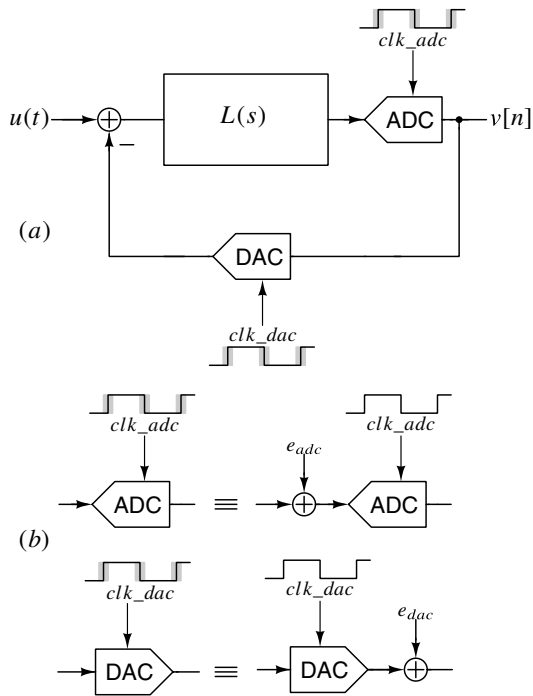 clk_adc
u(t) L(s) ADC v[n]
(a)
DAC
clk_dac
clk_adc clk_adc
e_adc
ADC ≡ ADC
(b)
clk_dac clk_dac
e_dac
DAC ≡ DAC